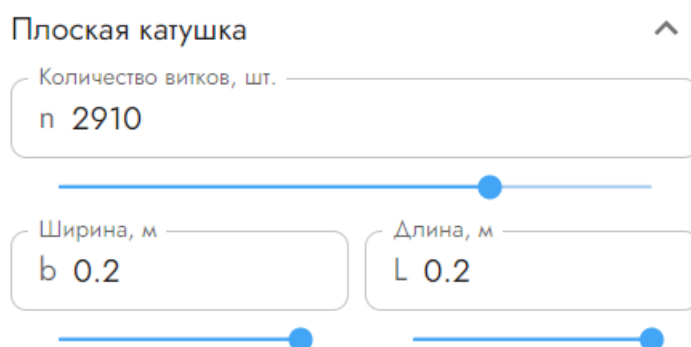 Плоская катушка
Количество витков, шт.
n 2910
Ширина, м
b 0.2
Длина, м
L 0.2